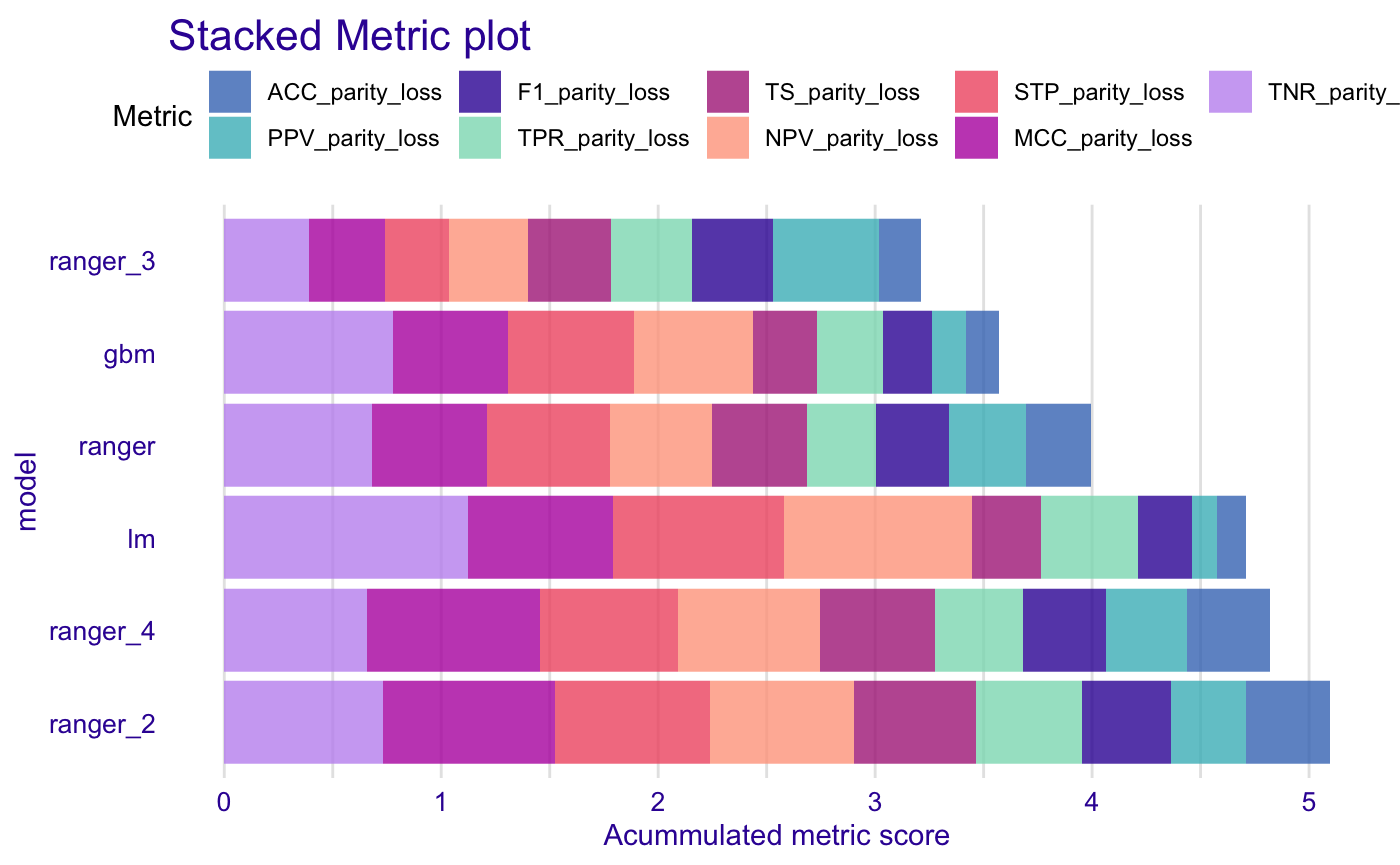 Stacked Metric plot
Metric
ACC_parity_loss F1_parity_loss TS_parity_loss STP_parity_loss TNR_parity_
PPV_parity_loss TPR_parity_loss NPV_parity_loss MCC_parity_loss
ranger_3
gbm
ranger
lm
ranger_4
ranger_2
model
0 1 2 3 4 5
Acummulated metric score